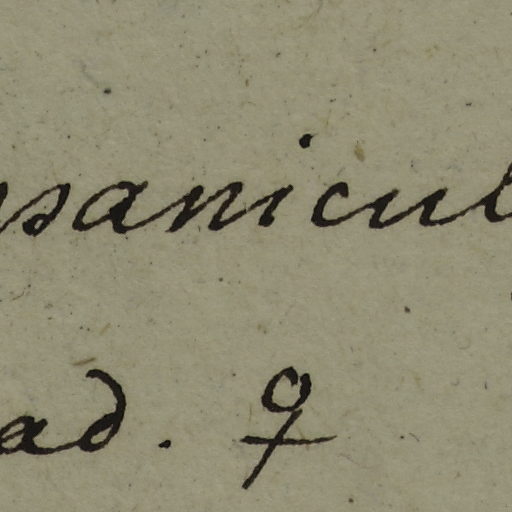 sanicul
ad. ♀